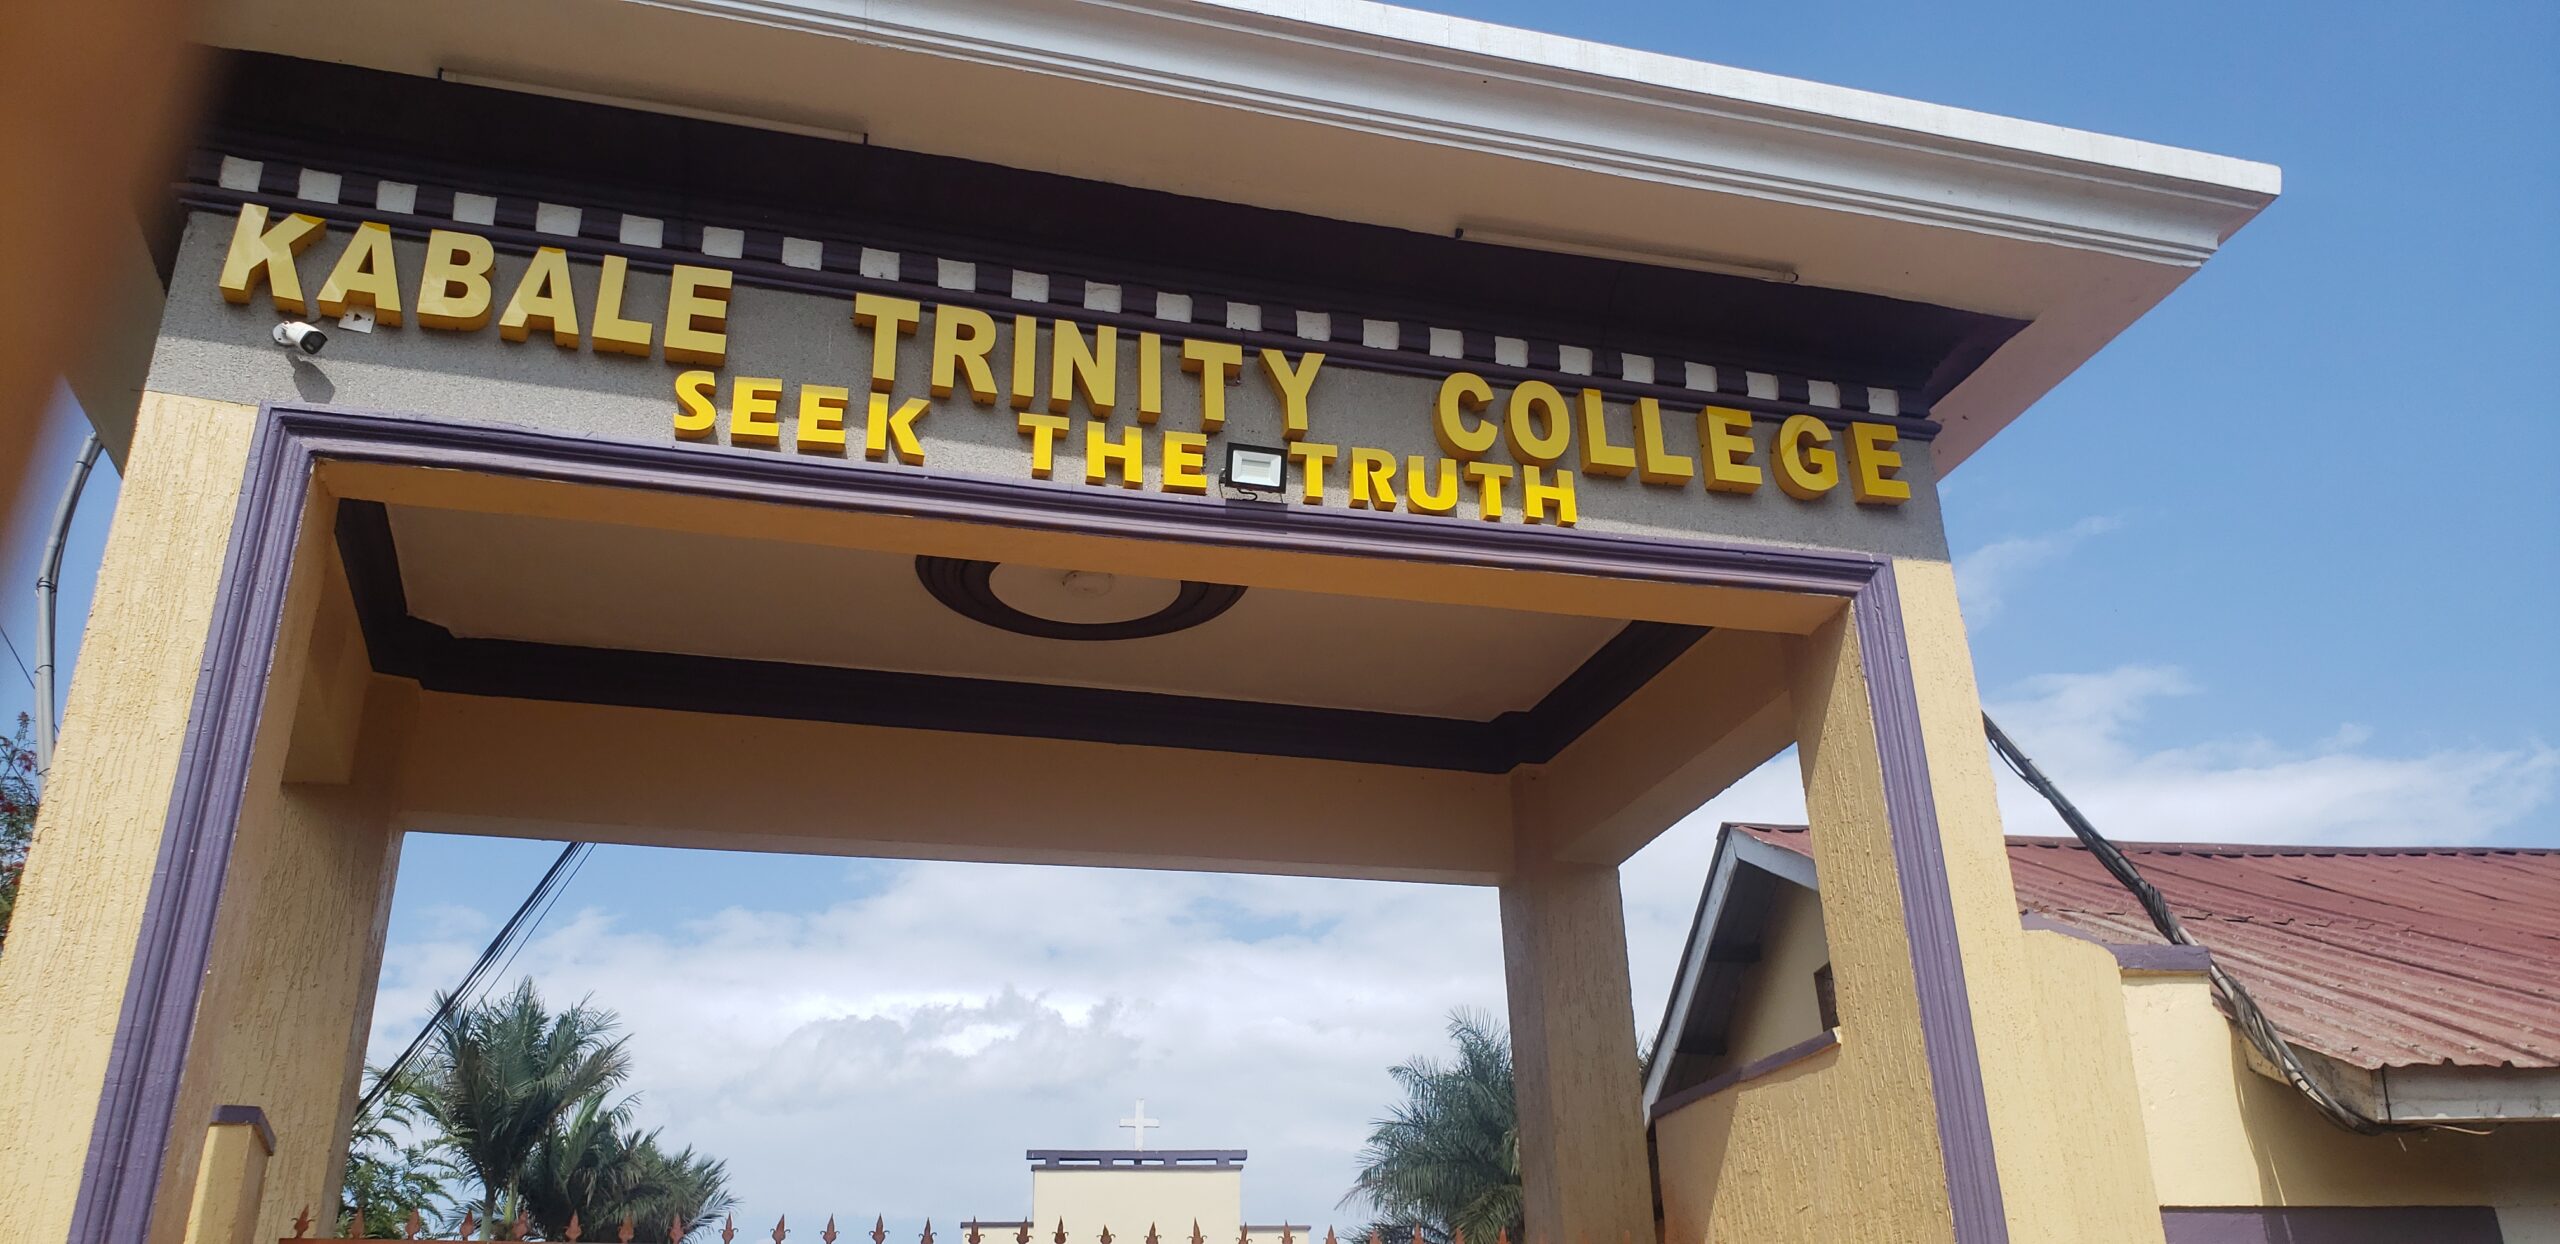 KABALE TRINITY COLLEGE
SEEK THE TRUTH